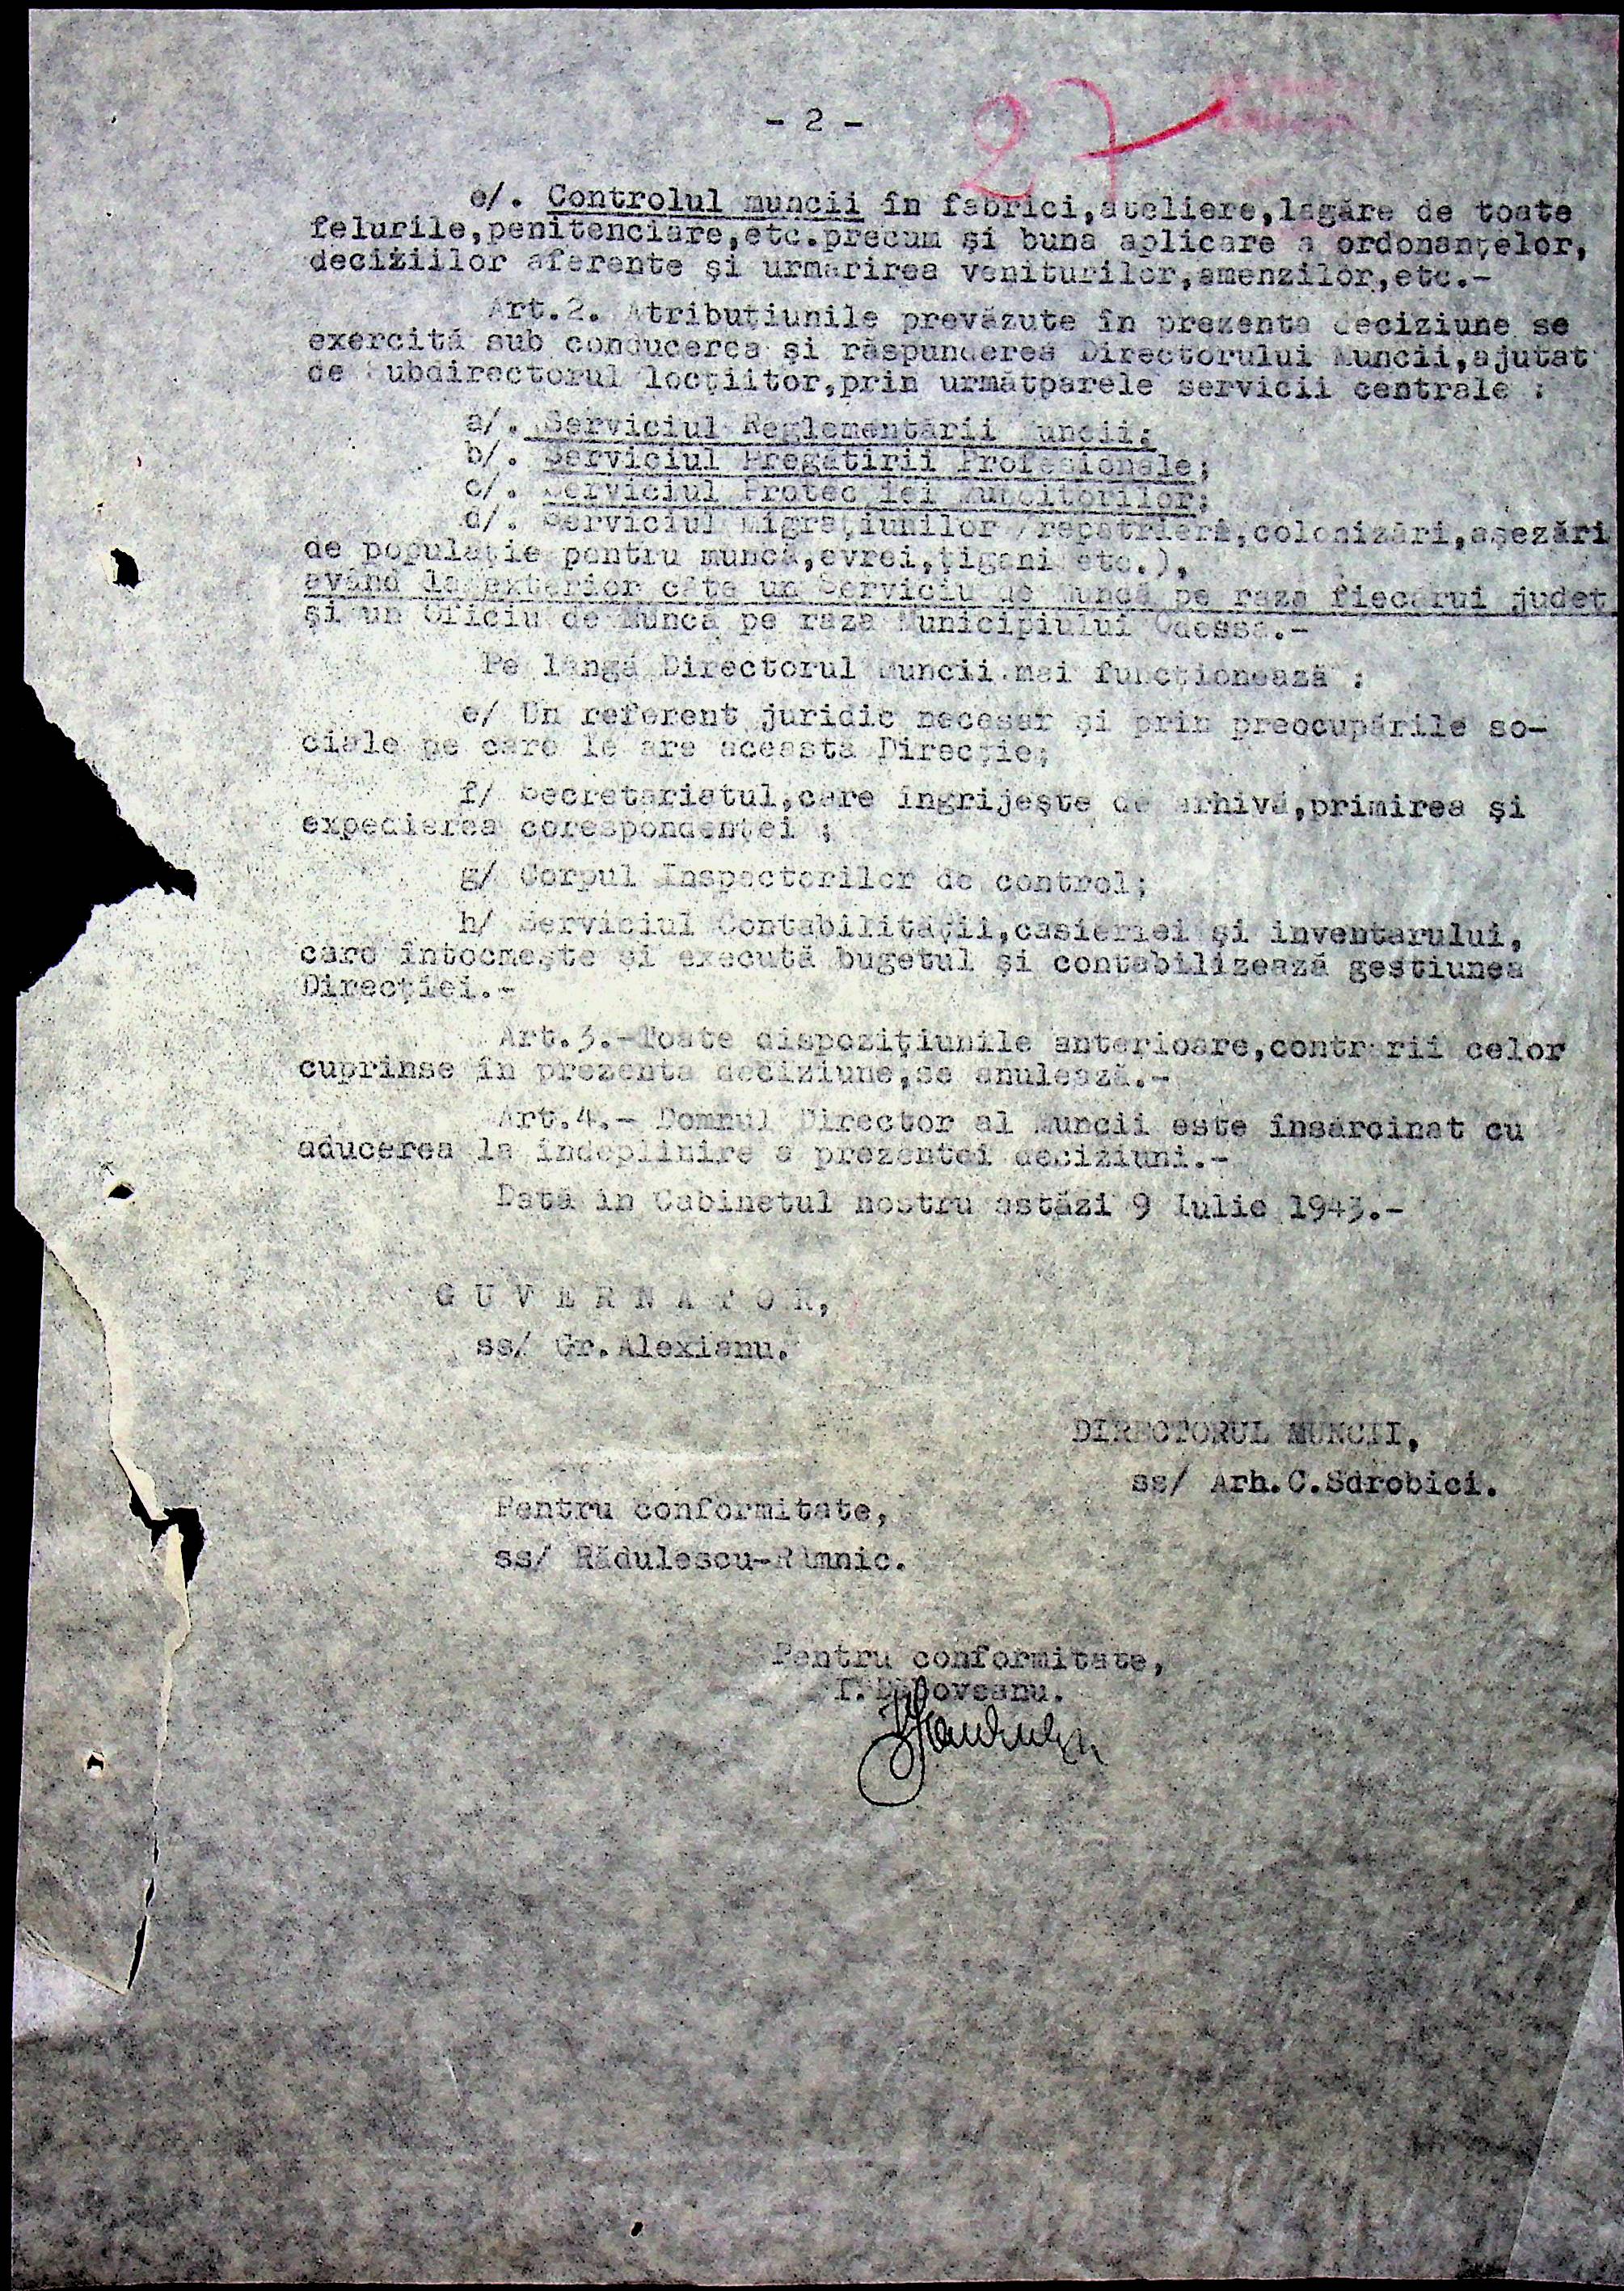 - 2 -
27
e/. Controlul muncii în fabrici,ateliere,lagăre de toate
felurile,penitenciare,etc.precum şi buna aplicare a ordonanţelor,
deciziilor aferente şi urmărirea veniturilor,amenzilor,etc.-
Art.2. Atribuţiunile prevăzute în prezenta deciziune se
exercită sub conducerea şi răspunderea Directorului Muncii,ajutat
de Subdirectorul locţiitor,prin următparele servicii centrale :
a/. Serviciul Reglementării Muncii;
b/. Serviciul Pregătirii Profesionale;
c/. Serviciul Protecţiei Muncitorilor;
d/. Serviciul Migraţiunilor /repatrieri,colonizări,aşezări
de populaţie pentru muncă,evrei,ţigani etc.),
având la exterior câte un Serviciu de Muncă pe raza fiecărui judeţ
şi un Oficiu de Muncă pe raza Municipiului Odessa.-
Pe lângă Directorul Muncii mai funcţionează :
e/ Un referent juridic necesar şi prin preocupările so-
ciale pe care le are această Direcţie;
f/ Secretariatul,care îngrijeşte de arhivă,primirea şi
expedierea corespondenţei ;
g/ Corpul Inspectorilor de control;
h/ Serviciul Contabilităţii,casieriei şi inventarului,
care întocmeşte şi execută bugetul şi contabilizează gestiunea
Direcţiei.-
Art.3.-Toate dispoziţiunile anterioare,contrarii celor
cuprinse în prezenta deciziune,se anulează.-
Art.4.- Domnul Director al Muncii este însărcinat cu
aducerea la îndeplinire a prezentei deciziuni.-
Dată în Cabinetul nostru astăzi 9 Iulie 1943.-
G U V E R N A T O R,
ss/ Gr.Alexianu.
DIRECTORUL MUNCII,
ss/ Arh.C.Sdrobici.
Pentru conformitate,
ss/ Rădulescu-Râmnic.
Pentru conformitate,